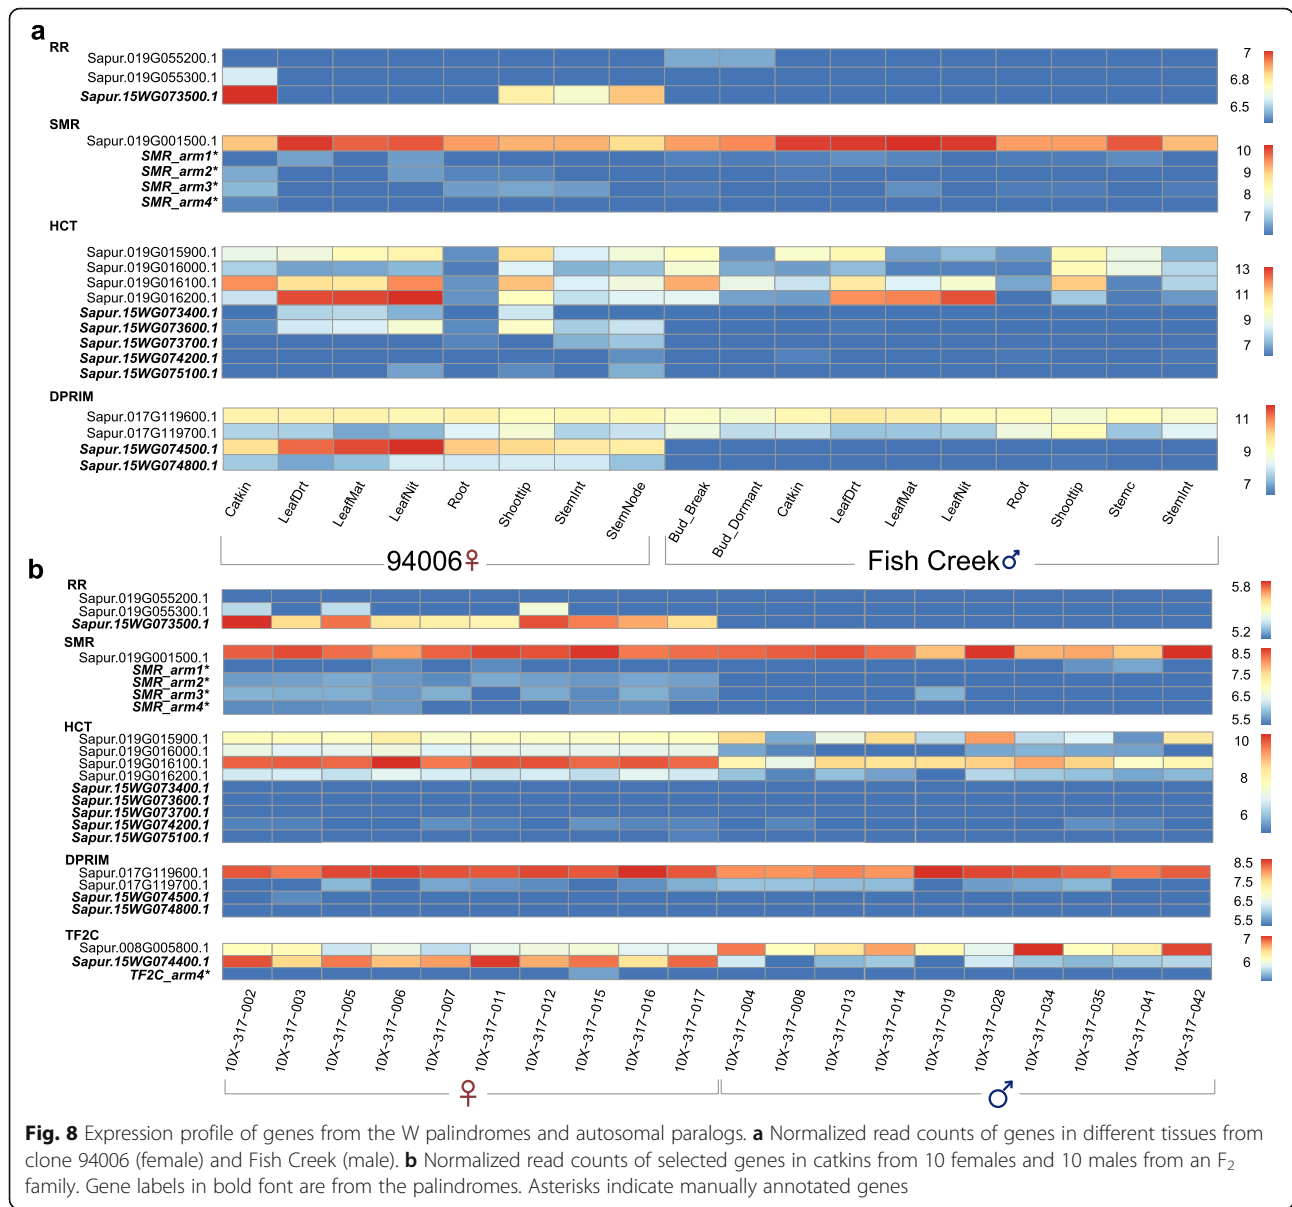 a
RR
Sapur.019G055200.1
Sapur.019G055300.1
Sapur.15WG073500.1
7
6.8
6.5
SMR
Sapur.019G001500.1
SMR_arm1*
SMR_arm2*
SMR_arm3*
SMR_arm4*
10
9
8
7
HCT
Sapur.019G015900.1
Sapur.019G016000.1
Sapur.019G016100.1
Sapur.019G016200.1
Sapur.15WG073400.1
Sapur.15WG073600.1
Sapur.15WG073700.1
Sapur.15WG074200.1
Sapur.15WG075100.1
13
11
9
7
DPRIM
Sapur.017G119600.1
Sapur.017G119700.1
Sapur.15WG074500.1
Sapur.15WG074800.1
11
9
7
Catkin
LeafDrt
LeafMat
LeafNit
Root
Shoottip
StemInt
StemNode
Bud_Break
Bud_Dormant
Catkin
LeafDrt
LeafMat
LeafNit
Root
Shoottip
Stemc
StemInt
94006♀
Fish Creek♂
b
RR
Sapur.019G055200.1
Sapur.019G055300.1
Sapur.15WG073500.1
5.8
5.2
SMR
Sapur.019G001500.1
SMR_arm1*
SMR_arm2*
SMR_arm3*
SMR_arm4*
8.5
7.5
6.5
5.5
HCT
Sapur.019G015900.1
Sapur.019G016000.1
Sapur.019G016100.1
Sapur.019G016200.1
Sapur.15WG073400.1
Sapur.15WG073600.1
Sapur.15WG073700.1
Sapur.15WG074200.1
Sapur.15WG075100.1
10
8
6
DPRIM
Sapur.017G119600.1
Sapur.017G119700.1
Sapur.15WG074500.1
Sapur.15WG074800.1
8.5
7.5
6.5
5.5
TF2C
Sapur.008G005800.1
Sapur.15WG074400.1
TF2C_arm4*
7
6
10X−317−002
10X−317−003
10X−317−005
10X−317−006
10X−317−007
10X−317−011
10X−317−012
10X−317−015
10X−317−016
10X−317−017
10X−317−004
10X−317−008
10X−317−013
10X−317−014
10X−317−019
10X−317−028
10X−317−034
10X−317−035
10X−317−041
10X−317−042
♀
♂
Fig. 8 Expression profile of genes from the W palindromes and autosomal paralogs. a Normalized read counts of genes in different tissues from
clone 94006 (female) and Fish Creek (male). b Normalized read counts of selected genes in catkins from 10 females and 10 males from an F2
family. Gene labels in bold font are from the palindromes. Asterisks indicate manually annotated genes